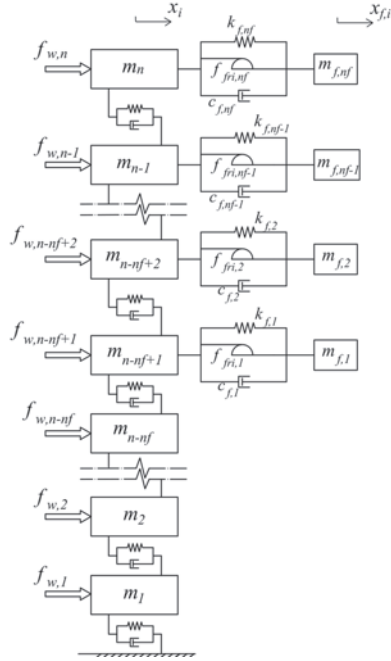 x_i x_{f,i}
f_{w,n} m_n k_{f,nf} f_{fri,nf} c_{f,nf} m_{f,nf}
f_{w,n-1} m_{n-1} k_{f,nf-1} f_{fri,nf-1} c_{f,nf-1} m_{f,nf-1}
f_{w,n-nf+2} m_{n-nf+2} k_{f,2} f_{fri,2} c_{f,2} m_{f,2}
f_{w,n-nf+1} m_{n-nf+1} k_{f,1} f_{fri,1} c_{f,1} m_{f,1}
f_{w,n-nf} m_{n-nf}
f_{w,2} m_2
f_{w,1} m_1